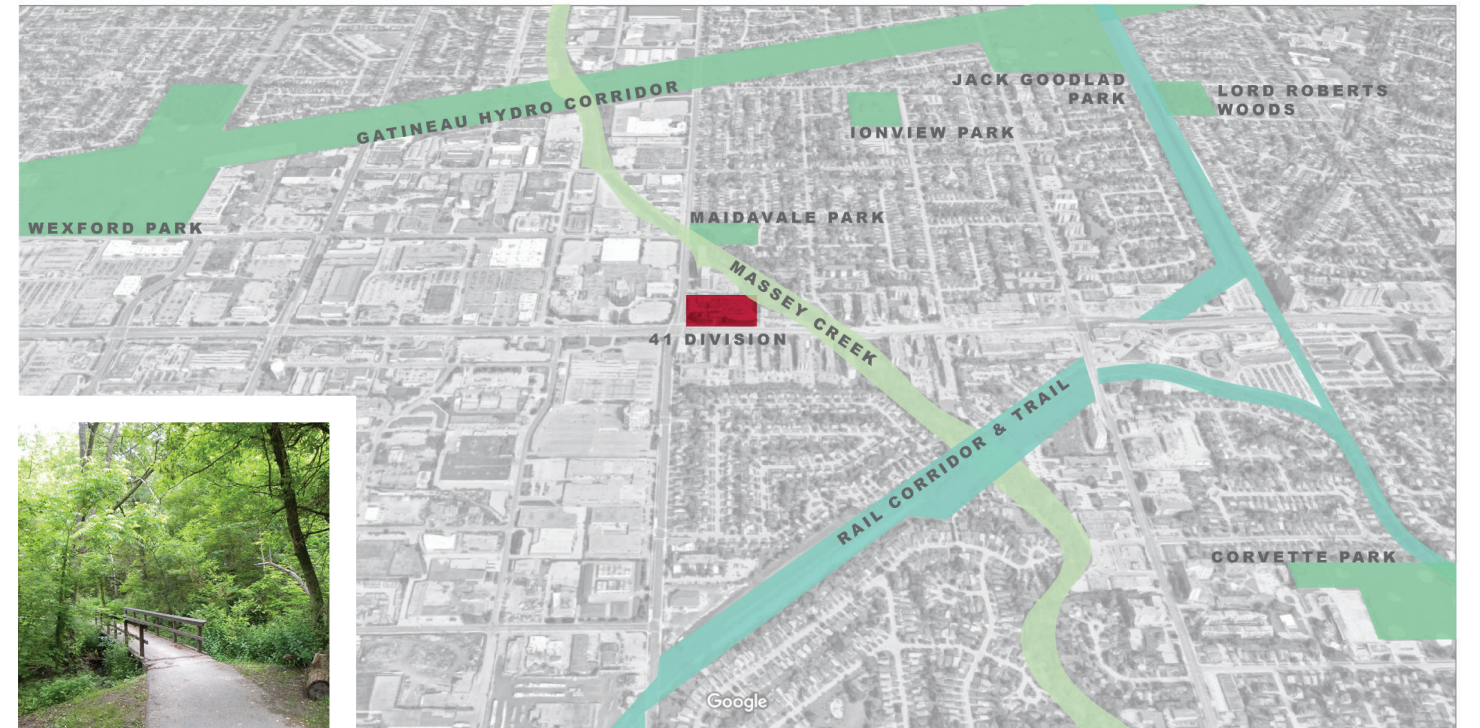 JACK GOODLAD
PARK
LORD ROBERTS
WOODS
GATINEAU HYDRO CORRIDOR
IONVIEW PARK
WEXFORD PARK
MAIDAVALE PARK
MASSEY CREEK
41 DIVISION
RAIL CORRIDOR & TRAIL
CORVETTE PARK
Google